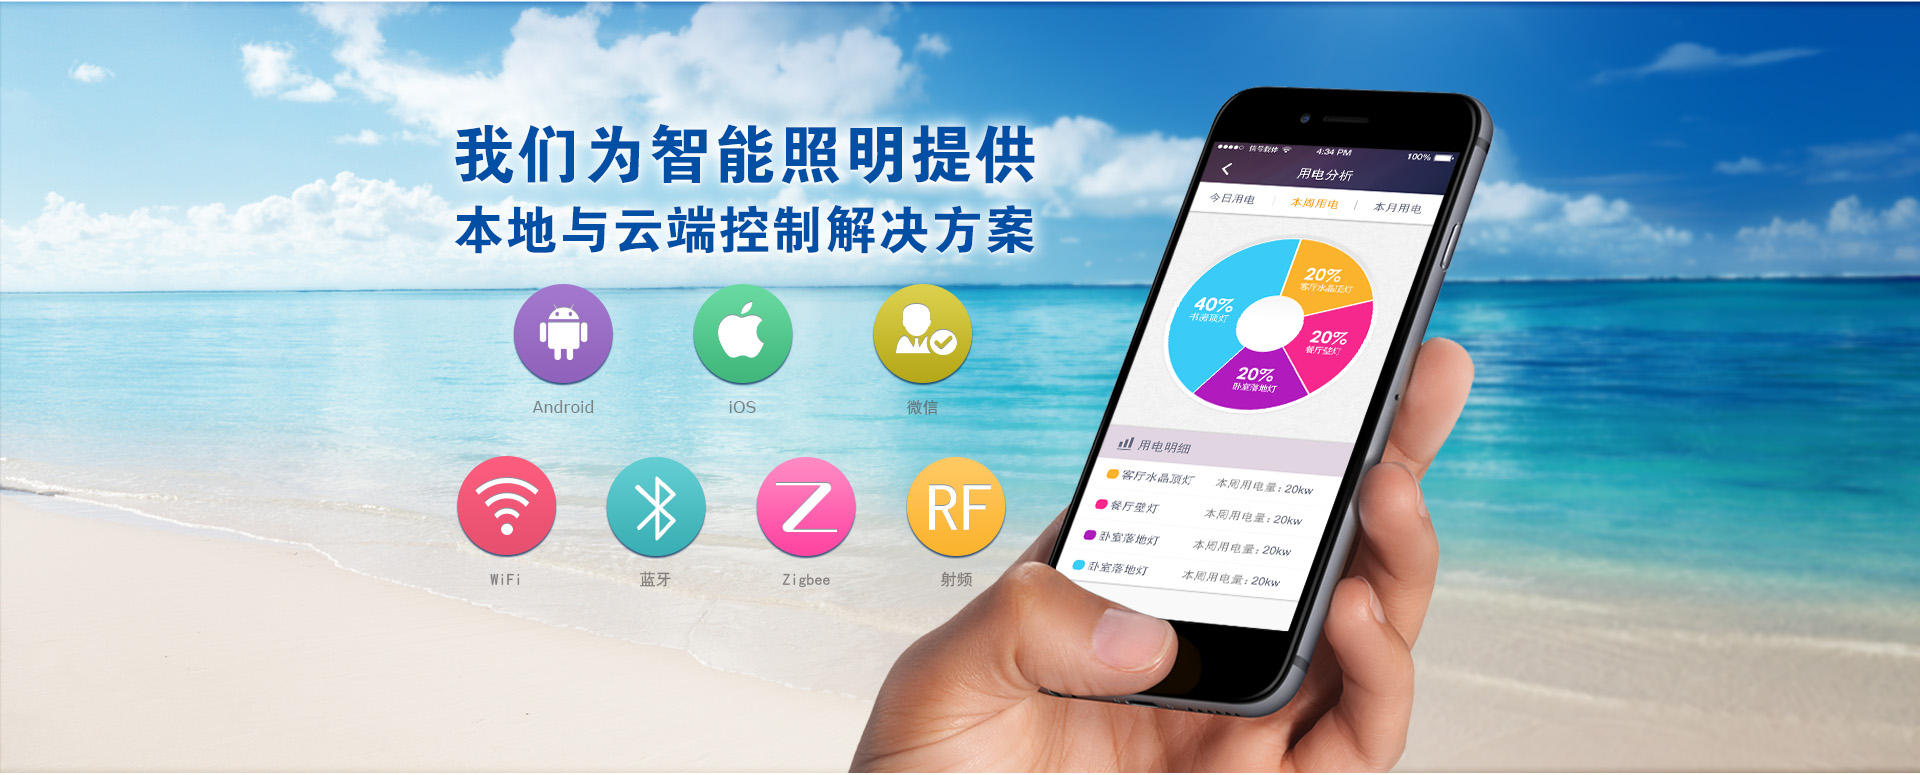 我们为智能照明提供
本地与云端控制解决方案
Android
iOS
微信
WiFi
蓝牙
Zigbee
RF
射频
4:34 PM
100%
用电分析
今日用电
本周用电
本月用电
20%
客厅水晶顶灯
40%
书房顶灯
20%
餐厅壁灯
20%
卧室落地灯
用电明细
客厅水晶顶灯 本周用电量:20kw
餐厅壁灯 本周用电量:20kw
卧室落地灯 本周用电量:20kw
卧室落地灯 本周用电量:20kw